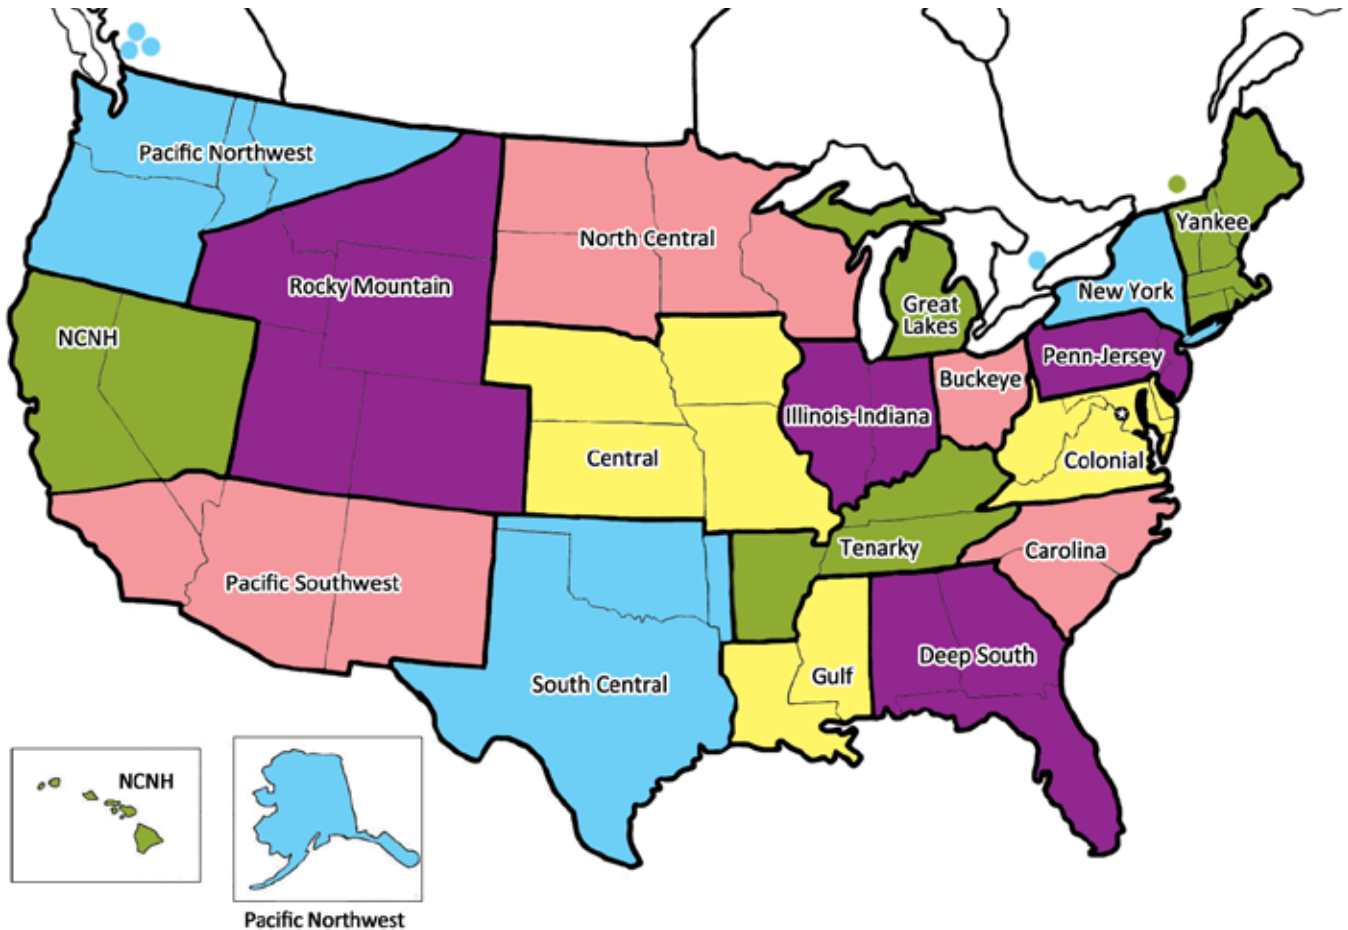 Pacific Northwest
Yankee
North Central
Rocky Mountain
New York
Great
Lakes
NCNH
Penn-Jersey
Buckeye
Illinois-Indiana
Central
Colonial
Tenarky
Carolina
Pacific Southwest
Deep South
Gulf
South Central
NCNH
Pacific Northwest